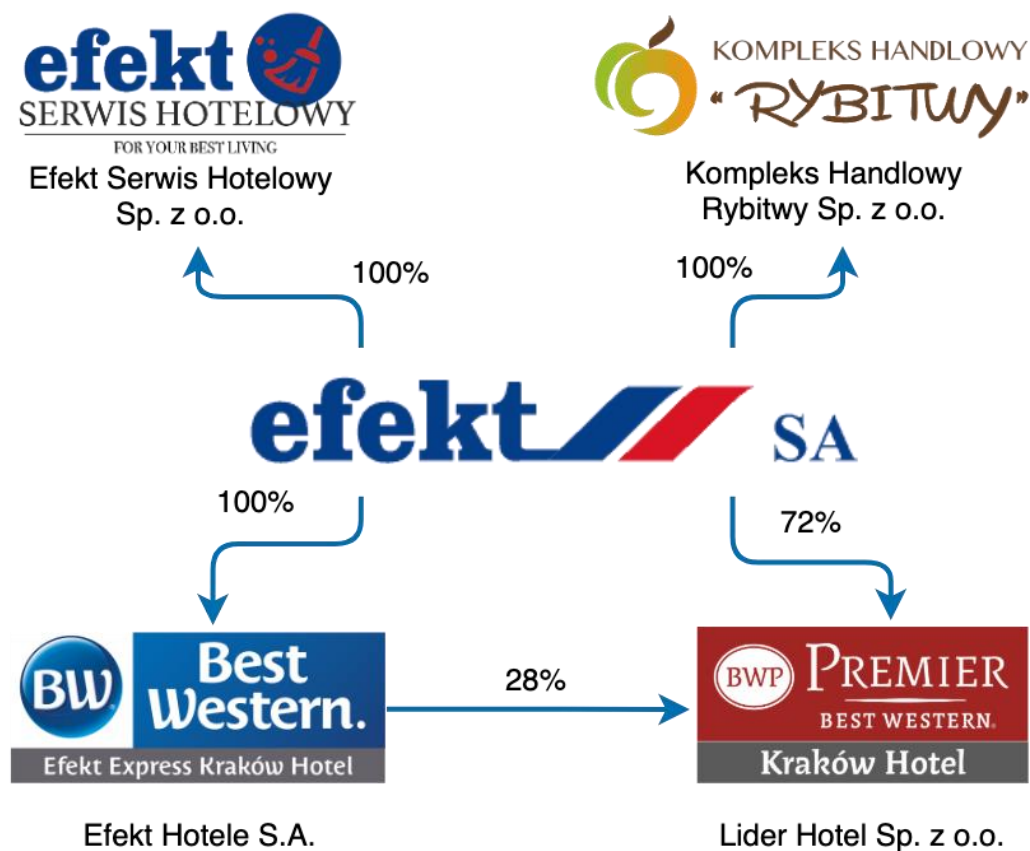 efekt
SERWIS HOTELOWY
FOR YOUR BEST LIVING
Efekt Serwis Hotelowy
Sp. z o.o.
KOMPLEKS HANDLOWY
"RYBITWY"
Kompleks Handlowy
Rybitwy Sp. z o.o.
100%
100%
efekt SA
100%
72%
BW
Best
Western.
Efekt Express Kraków Hotel
28%
BWP
PREMIER
BEST WESTERN.
Kraków Hotel
Efekt Hotele S.A.
Lider Hotel Sp. z o.o.